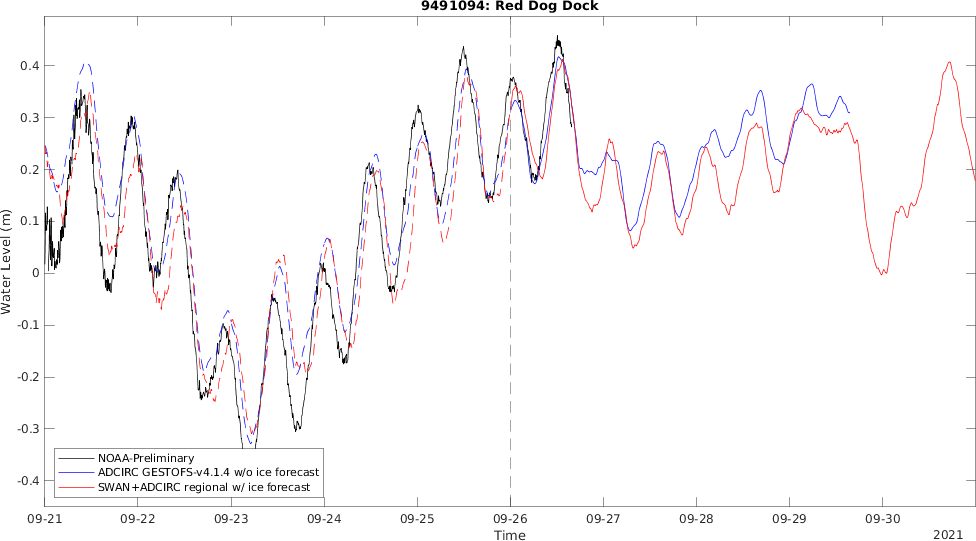 9491094: Red Dog Dock
Water Level (m)
0.4
0.3
0.2
0.1
0
-0.1
-0.2
-0.3
-0.4
NOAA-Preliminary
ADCIRC GESTOFS-v4.1.4 w/o ice forecast
SWAN+ADCIRC regional w/ ice forecast
09-21 09-22 09-23 09-24 09-25 09-26 09-27 09-28 09-29 09-30
Time
2021